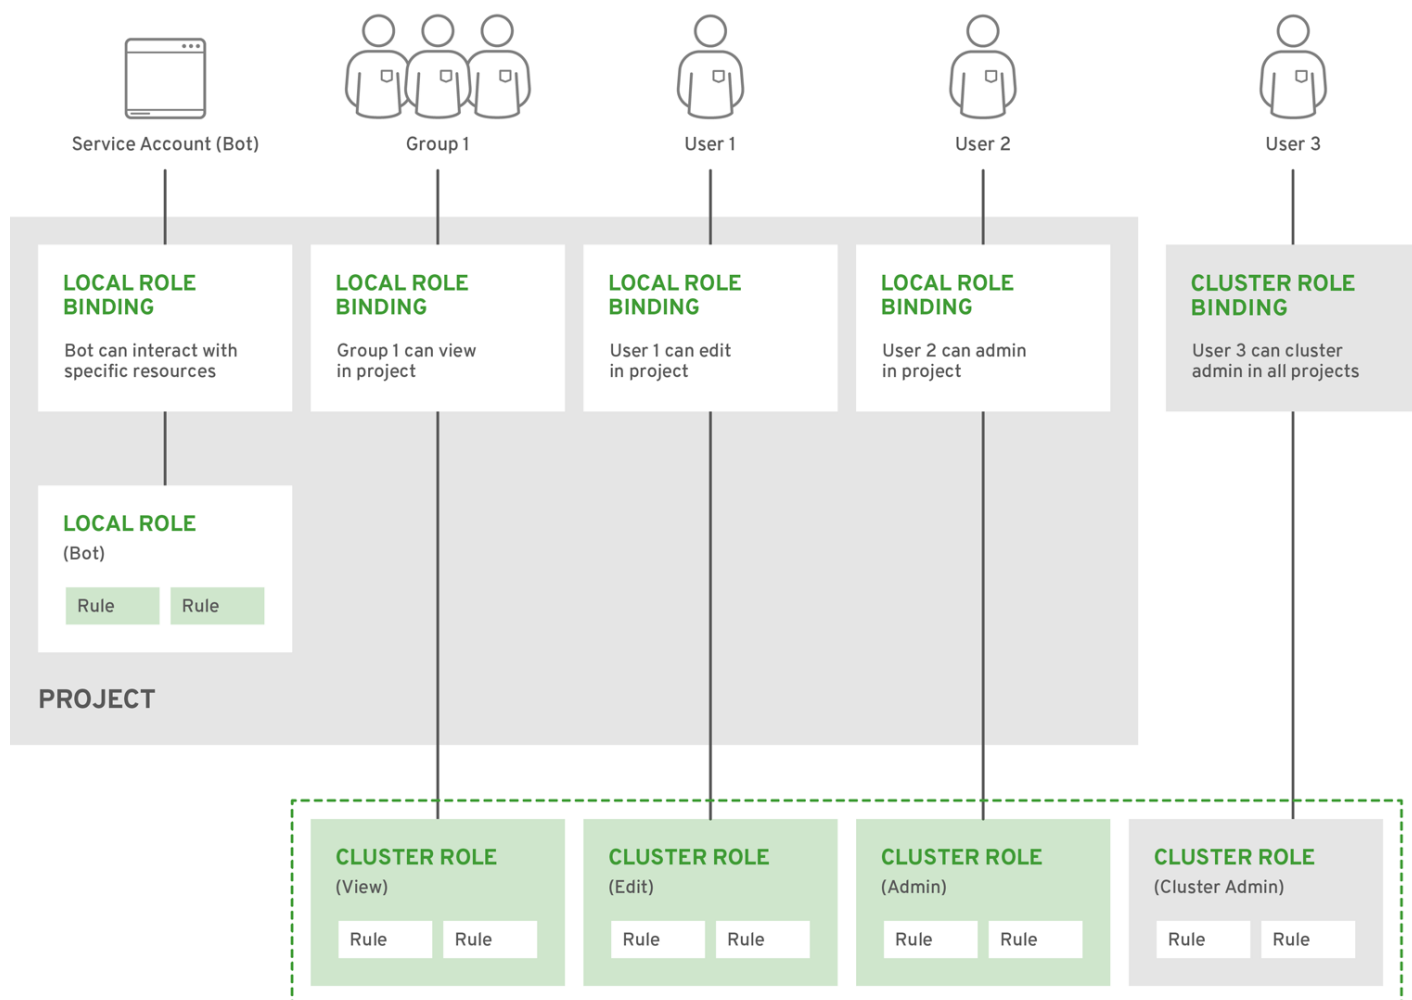 Service Account (Bot)
Group 1
User 1
User 2
User 3
LOCAL ROLE
BINDING
Bot can interact with
specific resources
LOCAL ROLE
BINDING
Group 1 can view
in project
LOCAL ROLE
BINDING
User 1 can edit
in project
LOCAL ROLE
BINDING
User 2 can admin
in project
CLUSTER ROLE
BINDING
User 3 can cluster
admin in all projects
LOCAL ROLE
(Bot)
Rule
Rule
PROJECT
CLUSTER ROLE
(View)
Rule
Rule
CLUSTER ROLE
(Edit)
Rule
Rule
CLUSTER ROLE
(Admin)
Rule
Rule
CLUSTER ROLE
(Cluster Admin)
Rule
Rule